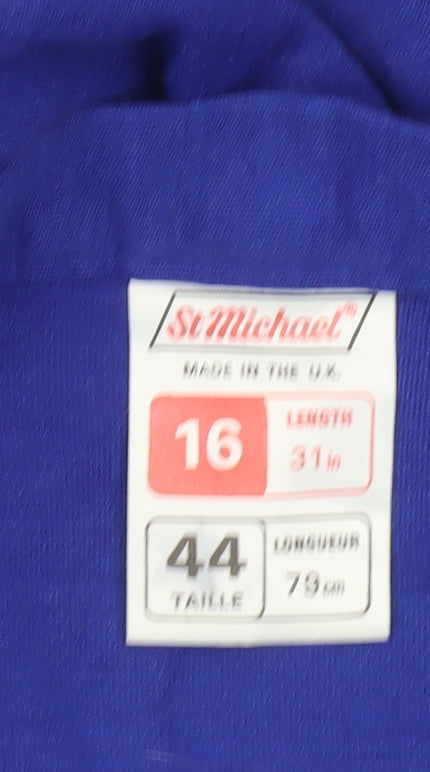 St Michael®
MADE IN THE U.K.
16
LENGTH
31in
44
TAILLE
LONGUEUR
79cm